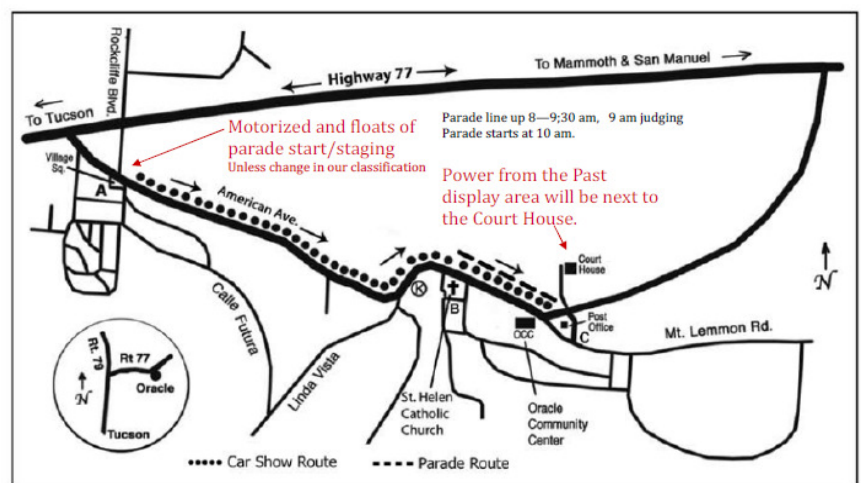 Rockcliffe Blvd.
To Mammoth & San Manuel
Highway 77
To Tucson
Parade line up 8—9;30 am, 9 am judging
Parade starts at 10 am.
Motorized and floats of
parade start/staging
Unless change in our classification
Village
Sq.
A
Power from the Past
display area will be next to
the Court House.
American Ave.
Court
House
N
K
B
Post
Office
C
OCC
Mt. Lemmon Rd.
Calle Futura
Linda Vista
St. Helen
Catholic
Church
Oracle
Community
Center
Rt. 79
Rt 77
N
Oracle
Tucson
Car Show Route
Parade Route